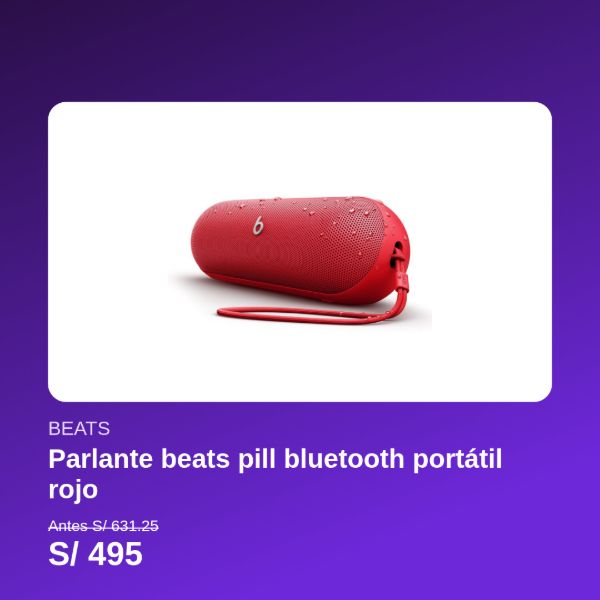 BEATS
Parlante beats pill bluetooth portátil
rojo
Antes S/ 631.25
S/ 495